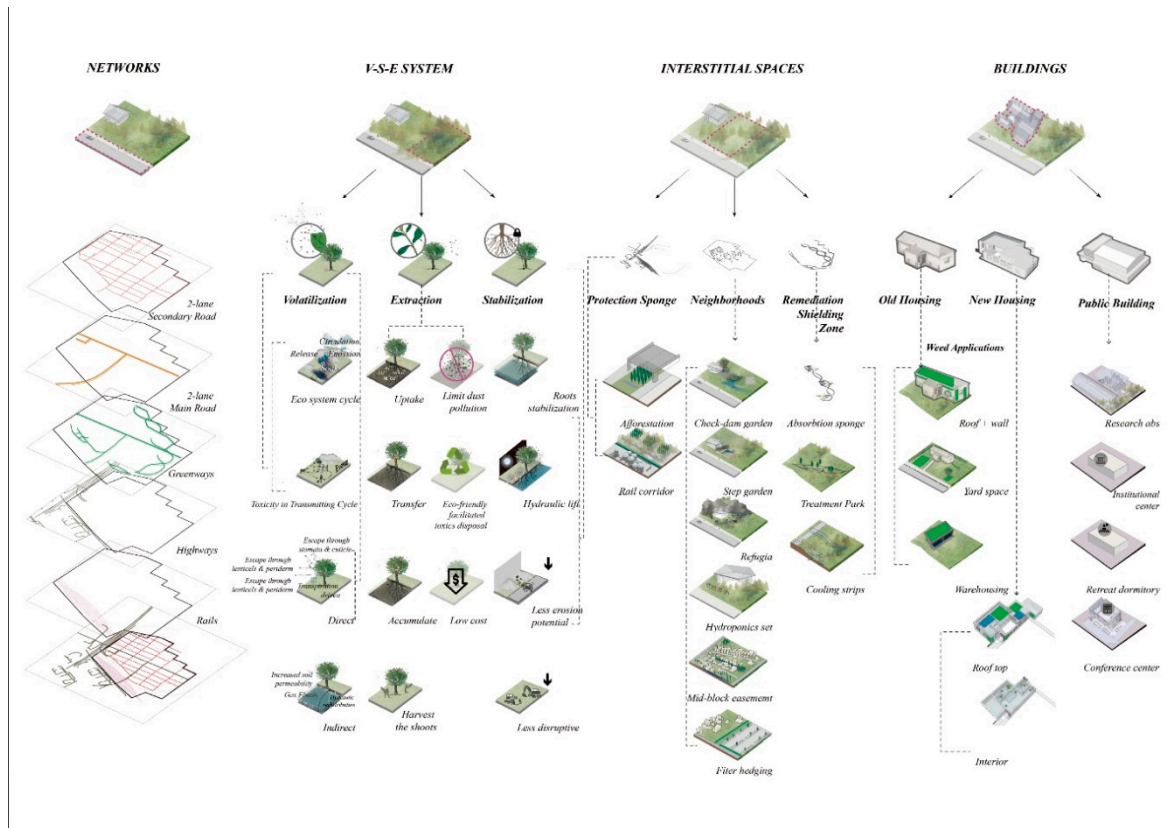 NETWORKS
V-S-E SYSTEM
INTERSTITIAL SPACES
BUILDINGS
2-lane
Secondary Road
2-lane
Main Road
Greenways
Highways
Rails
Volatilization
Extraction
Stabilization
Circulation
Release Emission
Eco system cycle
Uptake
Limit dust
pollution
Roots
stabilization
Toxicity in Transmitting Cycle
Transfer
Eco-friendly
facilitated
toxics disposal
Hydraulic lift
Escape through
stomata & cuticle
Escape through
lenticels & periderm
Escape through
lenticels & periderm
Direct
Accumulate
$
Low cost
Less erosion
potential
Increased soil
permeability
Indirect
Harvest
the shoots
Less disruptive
Protection Sponge
Neighborhoods
Remediation
Shielding
Zone
Afforestation
Rail corridor
Check-dam garden
Step garden
Refugia
Hydroponics set
Mid-block easement
Fiter hedging
Absorbtion sponge
Treatment Park
Cooling strips
Old Housing
New Housing
Public Building
Weed Applications
Roof + wall
Yard space
Warehousing
Roof top
Interior
Research abs
Institutional
center
Retreat dormitory
Conference center